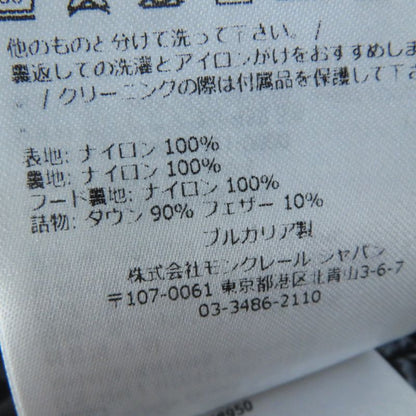 他のものと分けて洗って下さい。 /
裏返しての洗濯とアイロンがけをおすすめしま
。 / クリーニングの際は付属品を保護して下
表地: ナイロン 100%
裏地: ナイロン 100%
フード裏地: ナイロン 100%
詰物: ダウン 90% フェザー 10%
ブルガリア製
株式会社モンクレール ジャパン
〒107-0061 東京都港区北青山3-6-7
03-3486-2110
8950